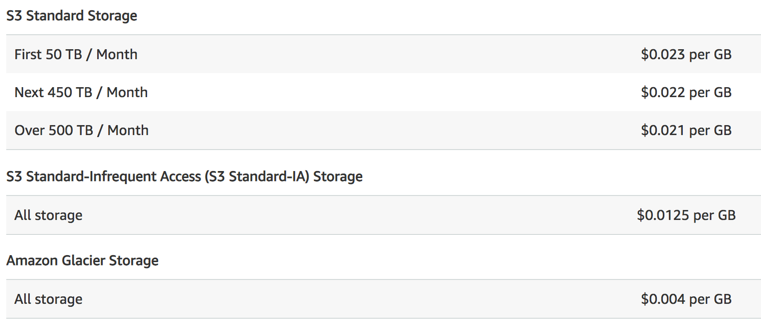 S3 Standard Storage
First 50 TB / Month $0.023 per GB
Next 450 TB / Month $0.022 per GB
Over 500 TB / Month $0.021 per GB
S3 Standard-Infrequent Access (S3 Standard-IA) Storage
All storage $0.0125 per GB
Amazon Glacier Storage
All storage $0.004 per GB